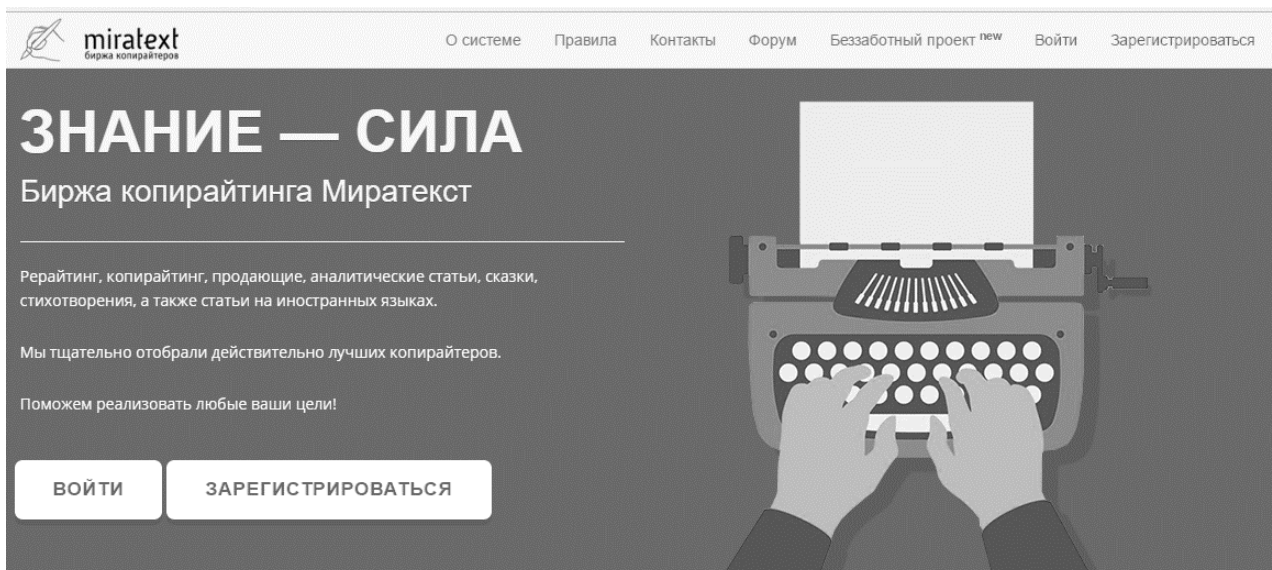 miratext
биржа копирайтеров
О системе Правила Контакты Форум Беззаботный проект new Войти Зарегистрироваться
ЗНАНИЕ — СИЛА
Биржа копирайтинга Миратекст
Рерайтинг, копирайтинг, продающие, аналитические статьи, сказки,
стихотворения, а также статьи на иностранных языках.
Мы тщательно отобрали действительно лучших копирайтеров.
Поможем реализовать любые ваши цели!
ВОЙТИ ЗАРЕГИСТРИРОВАТЬСЯ